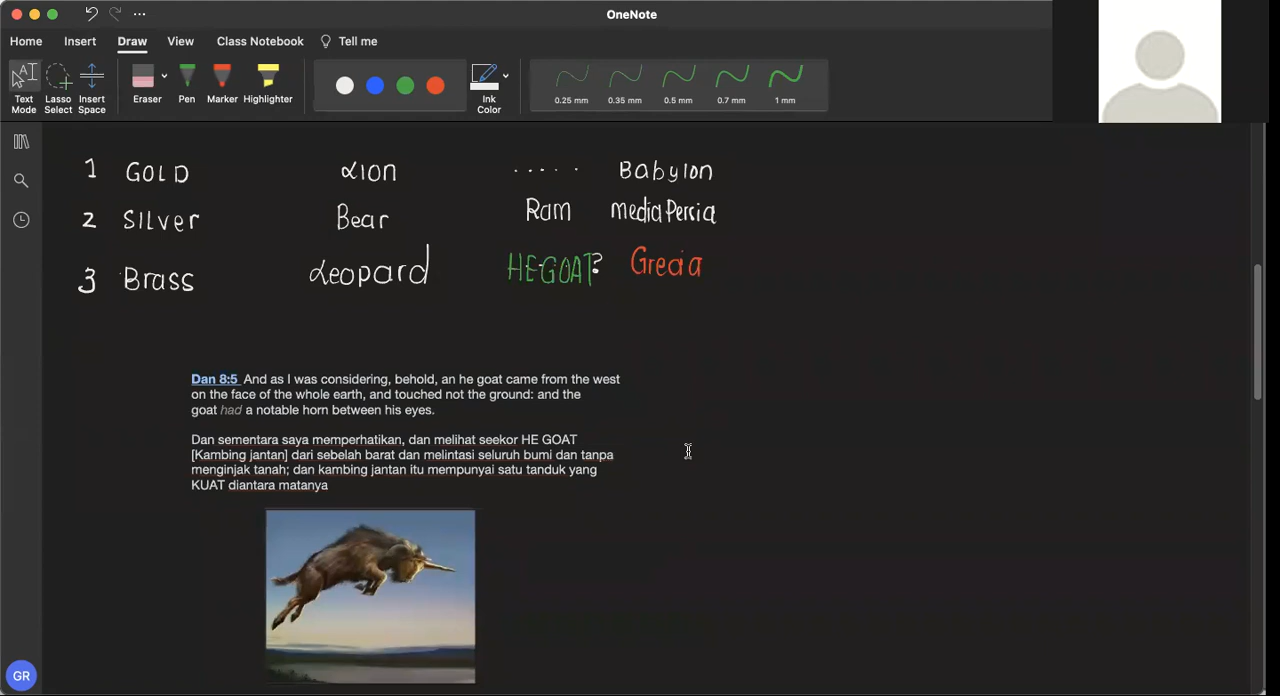 OneNote
Home Insert Draw View Class Notebook Tell me
Text Mode Lasso Select Insert Space Eraser Pen Marker Highlighter Ink Color 0.25 mm 0.35 mm 0.5 mm 0.7 mm 1 mm
1 GOLD Lion ..... Babylon
2 Silver Bear Ram media Percia
3 Brass Leopard HEGOAT? Grecia
Dan 8:5 And as I was considering, behold, an he goat came from the west
on the face of the whole earth, and touched not the ground: and the
goat had a notable horn between his eyes.
Dan sementara saya memperhatikan, dan melihat seekor HE GOAT
[Kambing jantan] dari sebelah barat dan melintasi seluruh bumi dan tanpa
menginjak tanah; dan kambing jantan itu mempunyai satu tanduk yang
KUAT diantara matanya
GR